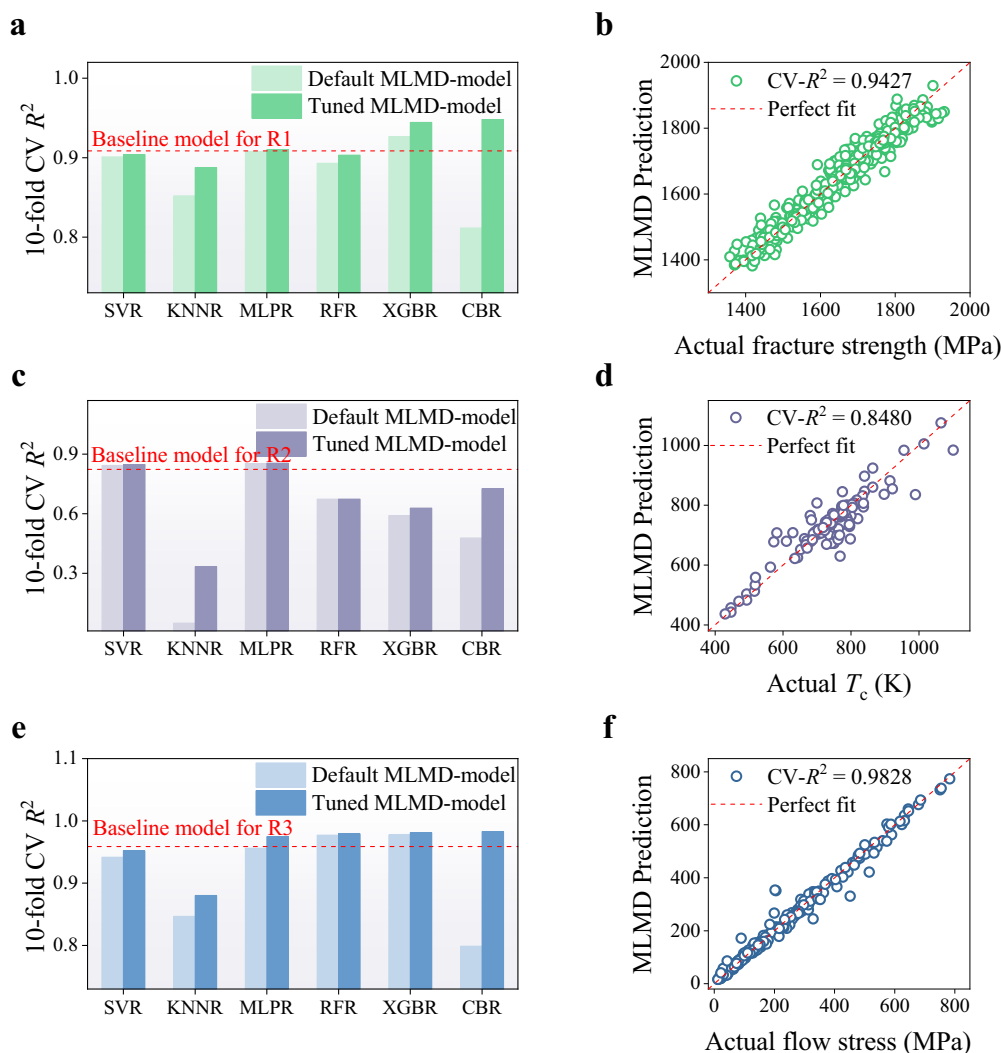 a
1.0
0.9
0.8
10-fold CV R²
Default MLMD-model
Tuned MLMD-model
Baseline model for R1
SVR KNNR MLPR RFR XGBR CBR
b
2000
1800
1600
1400
MLMD Prediction
CV-R² = 0.9427
Perfect fit
1400 1600 1800 2000
Actual fracture strength (MPa)
c
0.9
0.6
0.3
10-fold CV R²
Default MLMD-model
Tuned MLMD-model
Baseline model for R2
SVR KNNR MLPR RFR XGBR CBR
d
1000
800
600
400
MLMD Prediction
CV-R² = 0.8480
Perfect fit
400 600 800 1000
Actual Tc (K)
e
1.1
1.0
0.9
0.8
10-fold CV R²
Default MLMD-model
Tuned MLMD-model
Baseline model for R3
SVR KNNR MLPR RFR XGBR CBR
f
800
600
400
200
0
MLMD Prediction
CV-R² = 0.9828
Perfect fit
0 200 400 600 800
Actual flow stress (MPa)